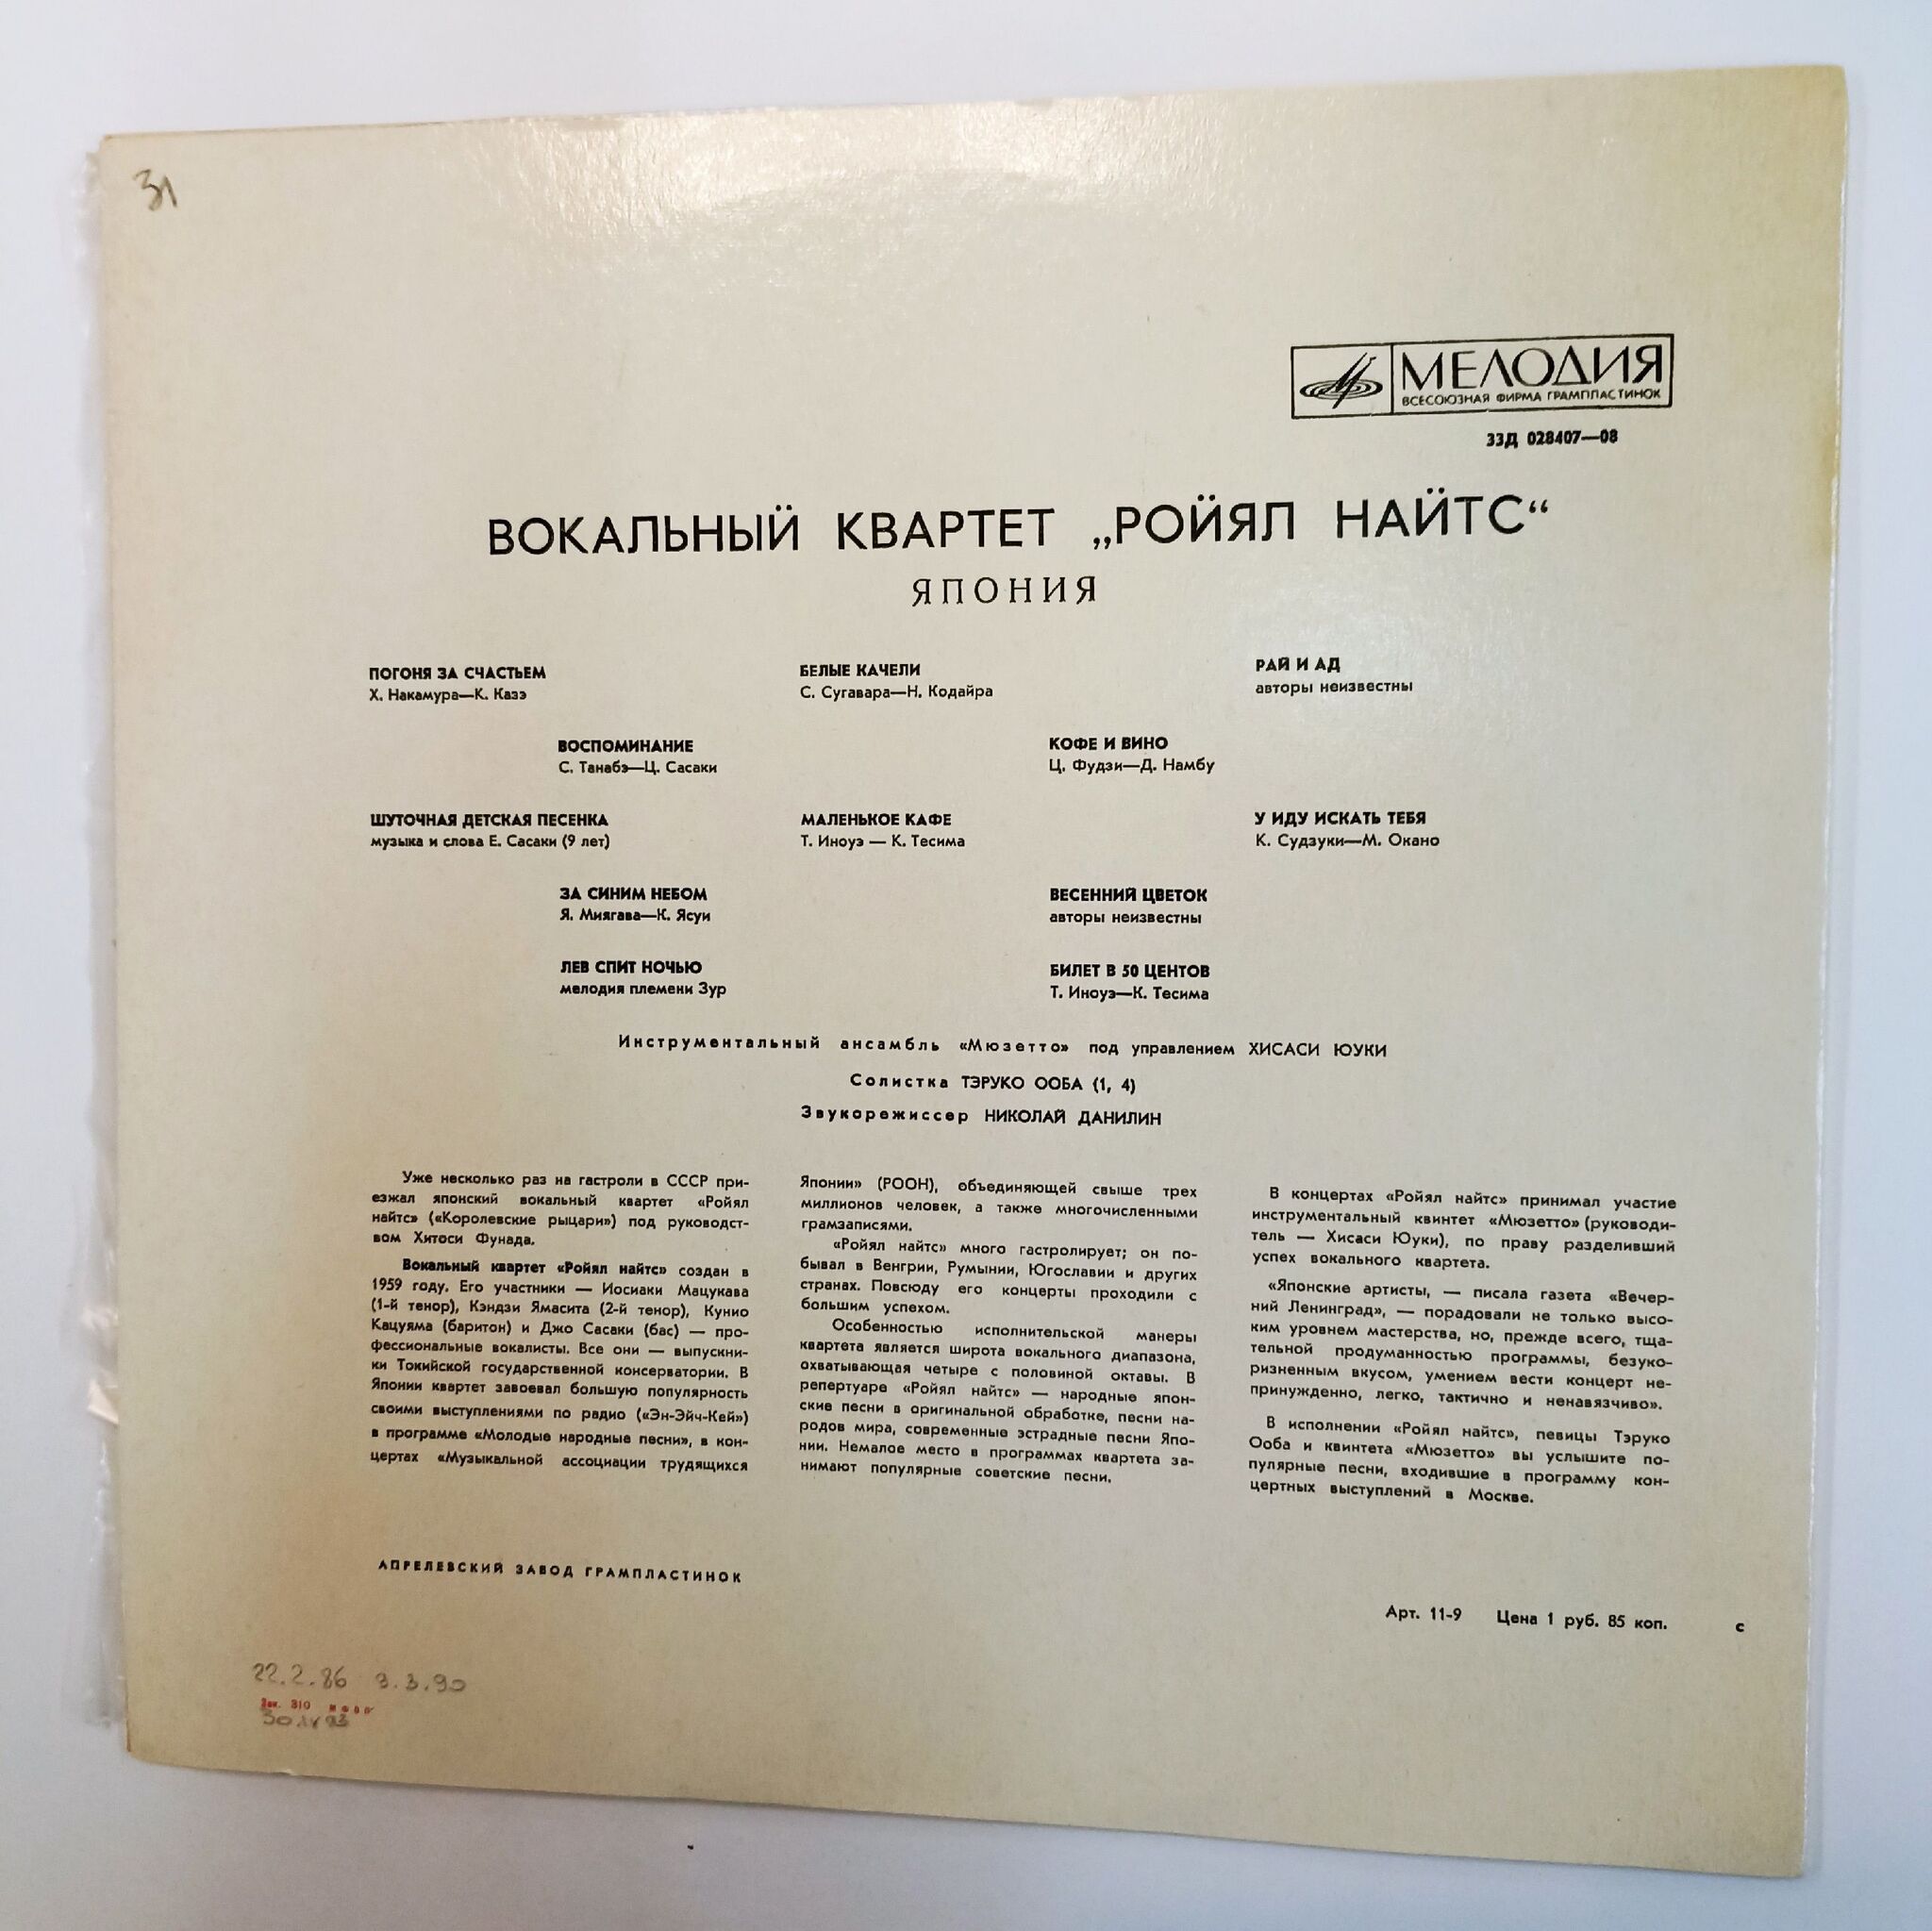 31
МЕЛОДИЯ
ВСЕСОЮЗНАЯ ФИРМА ГРАМПЛАСТИНОК
33Д 028407—08
ВОКАЛЬНЫЙ КВАРТЕТ „РОЙЯЛ НАЙТС“
ЯПОНИЯ
ПОГОНЯ ЗА СЧАСТЬЕМ
Х. Накамура—К. Казэ
БЕЛЫЕ КАЧЕЛИ
С. Сугавара—Н. Кодайра
РАЙ И АД
авторы неизвестны
ВОСПОМИНАНИЕ
С. Танабэ—Ц. Сасаки
КОФЕ И ВИНО
Ц. Фудзи—Д. Намбу
ШУТОЧНАЯ ДЕТСКАЯ ПЕСЕНКА
музыка и слова Е. Сасаки (9 лет)
МАЛЕНЬКОЕ КАФЕ
Т. Иноуэ — К. Тесима
У ИДУ ИСКАТЬ ТЕБЯ
К. Судзуки—М. Окано
ЗА СИНИМ НЕБОМ
Я. Миягава—К. Ясуи
ВЕСЕННИЙ ЦВЕТОК
авторы неизвестны
ЛЕВ СПИТ НОЧЬЮ
мелодия племени Зур
БИЛЕТ В 50 ЦЕНТОВ
Т. Иноуэ—К. Тесима
Инструментальный ансамбль «Мюзетто» под управлением ХИСАСИ ЮУКИ
Солистка ТЭРУКО ООБА (1, 4)
Звукорежиссер НИКОЛАЙ ДАНИЛИН
Уже несколько раз на гастроли в СССР при-
езжал японский вокальный квартет «Ройял
найтс» («Королевские рыцари») под руководст-
вом Хитоси Фунада.
Вокальный квартет «Ройял найтс» создан в
1959 году. Его участники — Иосиаки Мацукава
(1-й тенор), Кэндзи Ямасита (2-й тенор), Кунио
Кацуяма (баритон) и Джо Сасаки (бас) — про-
фессиональные вокалисты. Все они — выпускни-
ки Токийской государственной консерватории. В
Японии квартет завоевал большую популярность
своими выступлениями по радио («Эн-Эйч-Кей»)
в программе «Молодые народные песни», в кон-
цертах «Музыкальной ассоциации трудящихся
Японии» (РООН), объединяющей свыше трех
миллионов человек, а также многочисленными
грамзаписями.
«Ройял найтс» много гастролирует; он по-
бывал в Венгрии, Румынии, Югославии и других
странах. Повсюду его концерты проходили с
большим успехом.
Особенностью исполнительской манеры
квартета является широта вокального диапазона,
охватывающая четыре с половиной октавы. В
репертуаре «Ройял найтс» — народные япон-
ские песни в оригинальной обработке, песни на-
родов мира, современные эстрадные песни Япо-
нии. Немалое место в программах квартета за-
нимают популярные советские песни.
В концертах «Ройял найтс» принимал участие
инструментальный квинтет «Мюзетто» (руководи-
тель — Хисаси Юуки), по праву разделивший
успех вокального квартета.
«Японские артисты, — писала газета «Вечер-
ний Ленинград», — порадовали не только высо-
ким уровнем мастерства, но, прежде всего, тща-
тельной продуманностью программы, безуко-
ризненным вкусом, умением вести концерт не-
принужденно, легко, тактично и ненавязчиво».
В исполнении «Ройял найтс», певицы Тэруко
Ооба и квинтета «Мюзетто» вы услышите по-
пулярные песни, входившие в программу кон-
цертных выступлений в Москве.
АПРЕЛЕВСКИЙ ЗАВОД ГРАМПЛАСТИНОК
Арт. 11-9 Цена 1 руб. 85 коп. с
22.2.86 3.3.90
Зак. 310